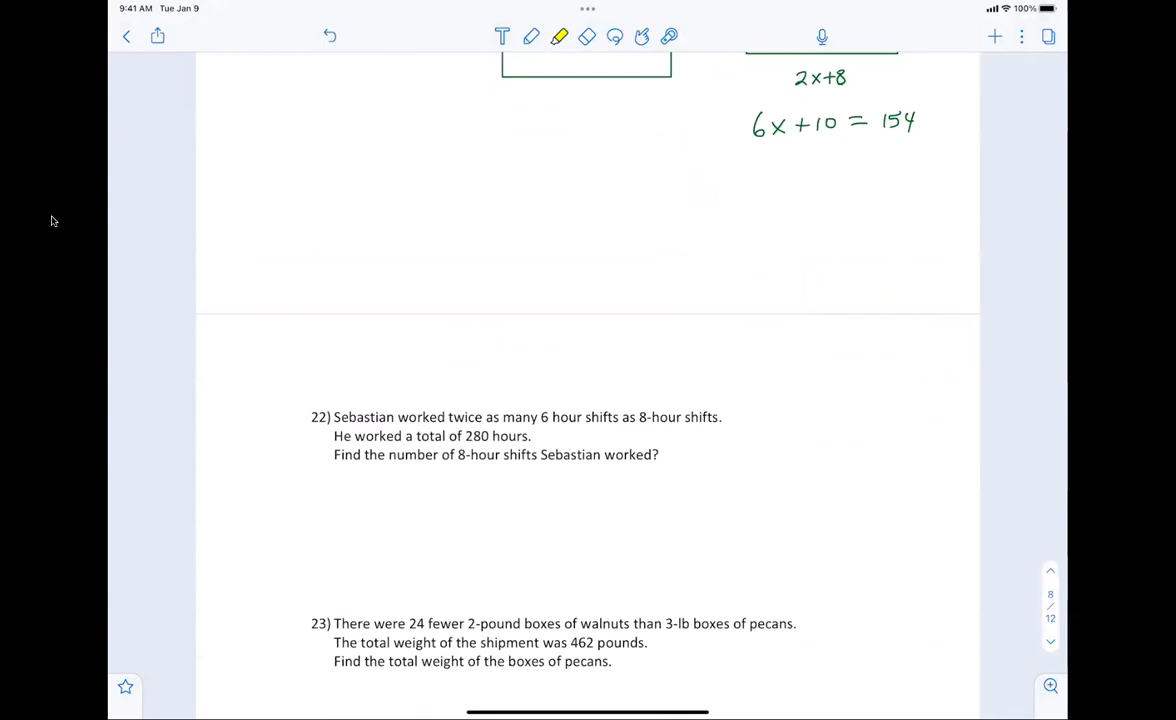 9:41 AM Tue Jan 9
100%
2x+8
6x + 10 = 154
22) Sebastian worked twice as many 6 hour shifts as 8-hour shifts.
He worked a total of 280 hours.
Find the number of 8-hour shifts Sebastian worked?
23) There were 24 fewer 2-pound boxes of walnuts than 3-lb boxes of pecans.
The total weight of the shipment was 462 pounds.
Find the total weight of the boxes of pecans.
8
/
12